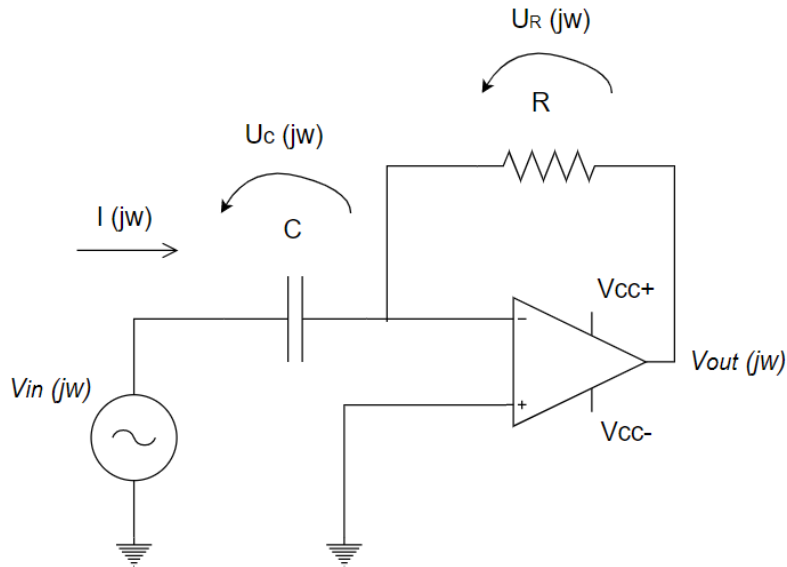 UR (jw)
R
Uc (jw)
I (jw)
C
Vcc+
−
Vin (jw)
Vout (jw)
+
Vcc-